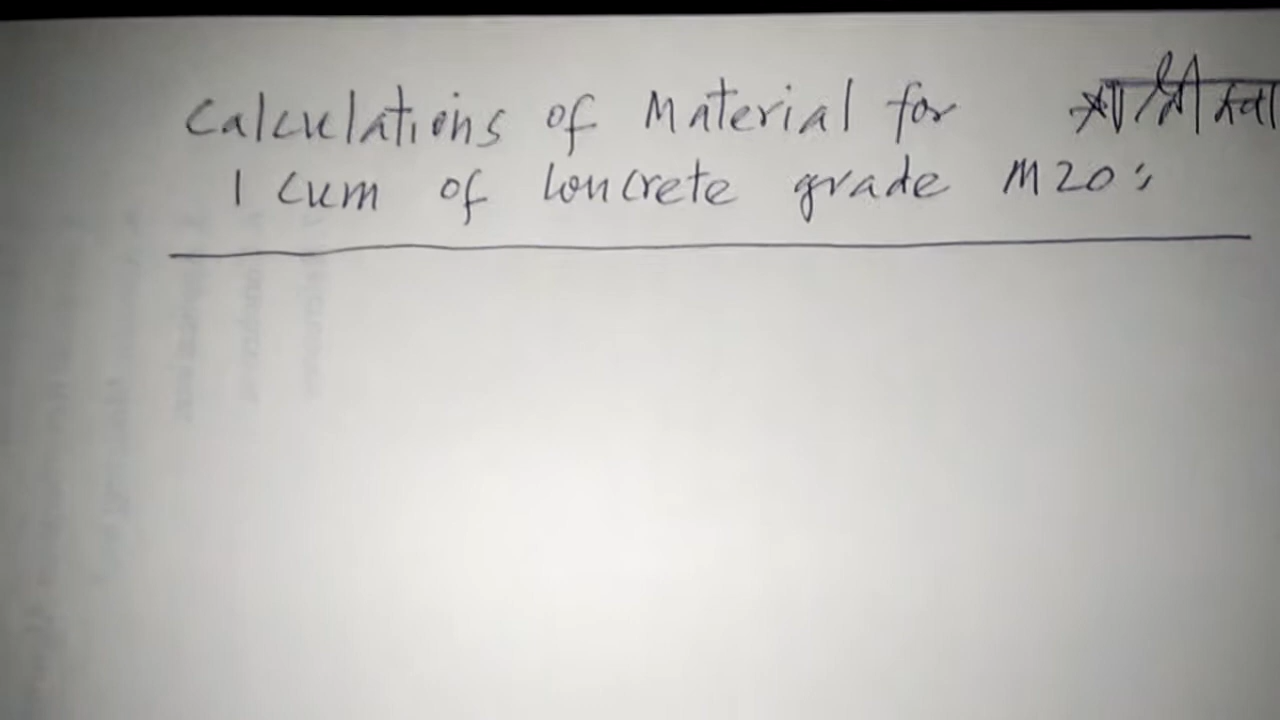 Calculations of Material for
1 Cum of Concrete grade M20: